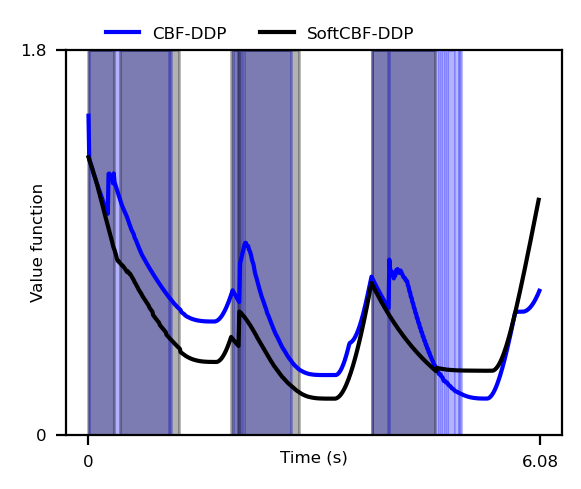 CBF-DDP SoftCBF-DDP
1.8
Value function
0
0 Time (s) 6.08